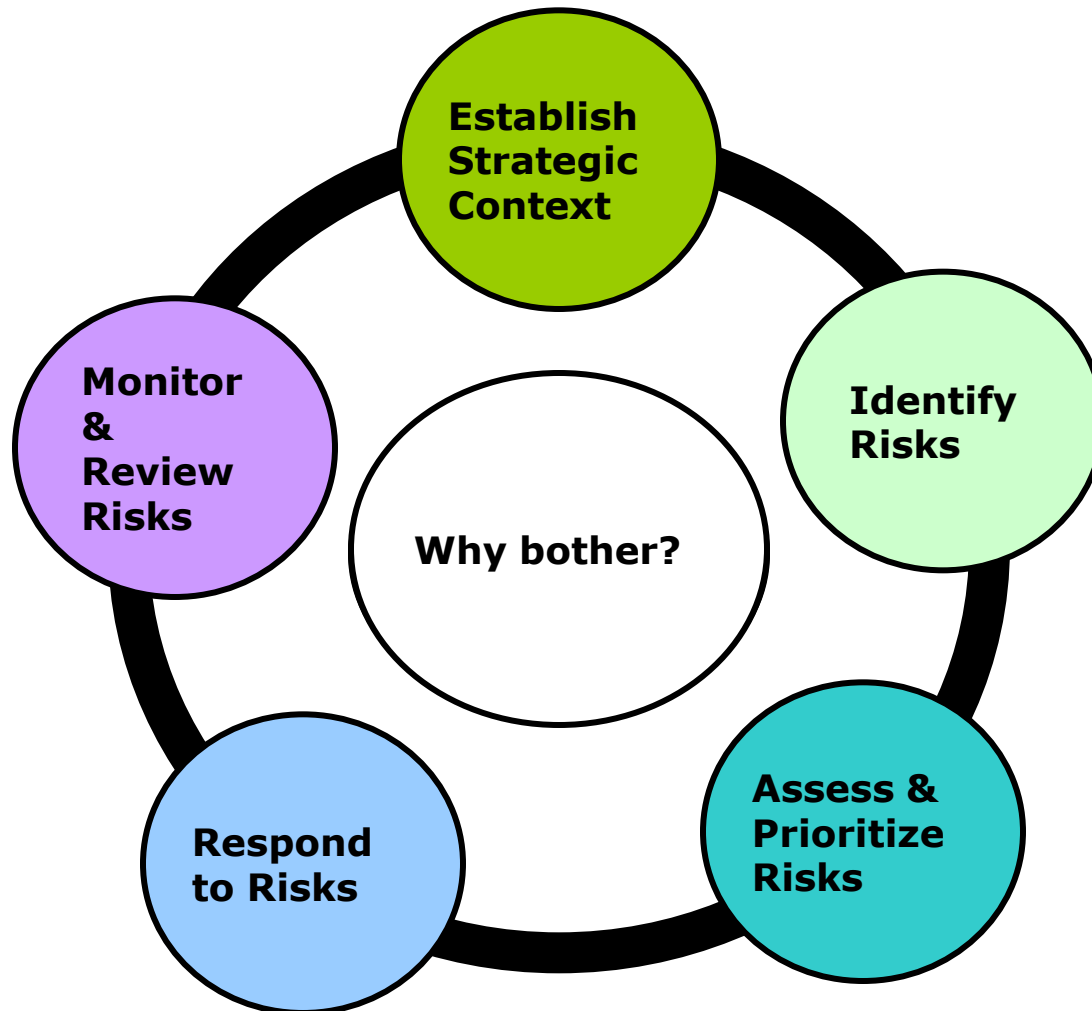 Establish
Strategic
Context
Identify
Risks
Assess &
Prioritize
Risks
Respond
to Risks
Monitor
&
Review
Risks
Why bother?